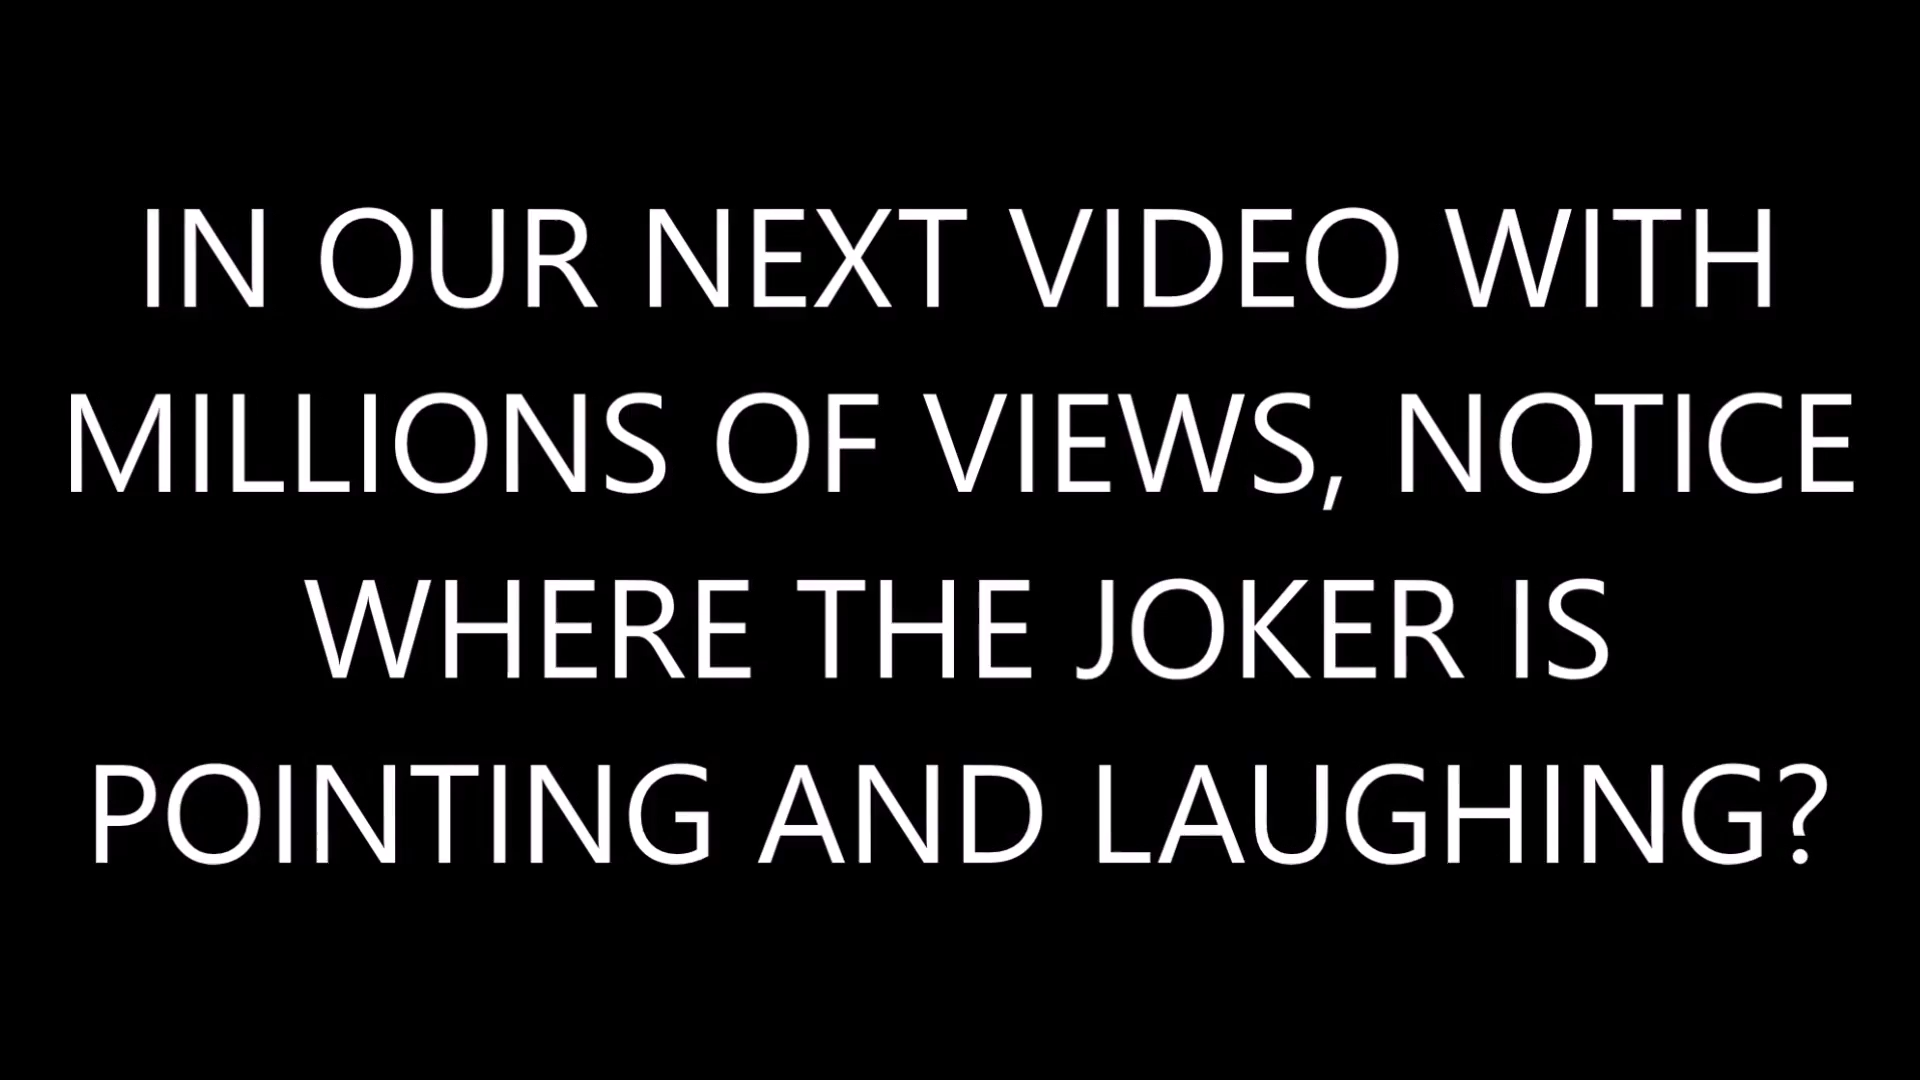 IN OUR NEXT VIDEO WITH
MILLIONS OF VIEWS, NOTICE
WHERE THE JOKER IS
POINTING AND LAUGHING?